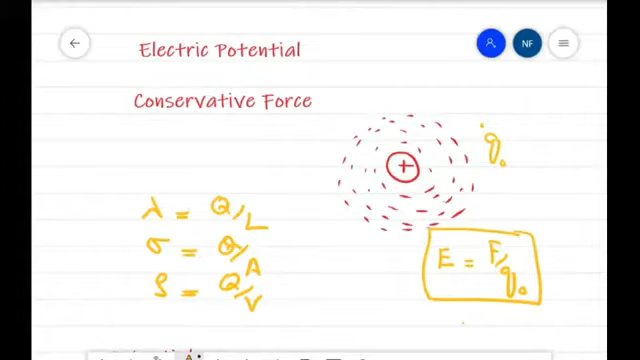 NF
Electric Potential
Conservative Force
+
q₀
λ = Q/L
σ = Q/A
ρ = Q/V
E = F/q₀